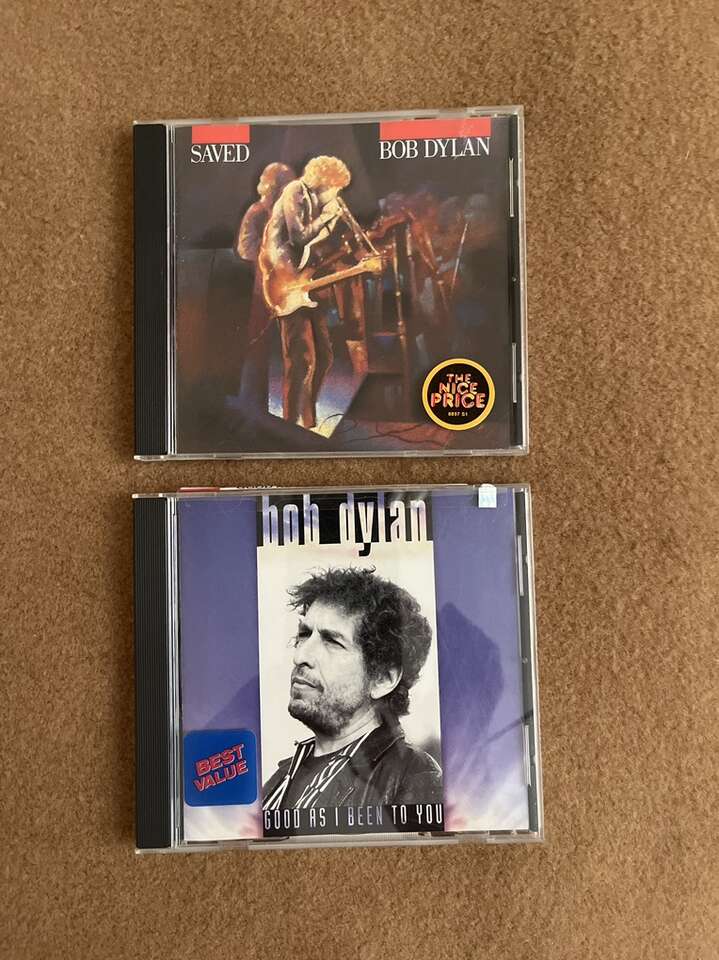 SAVED
BOB DYLAN
THE
NICE
PRICE
bob dylan
BEST
VALUE
GOOD AS I BEEN TO YOU